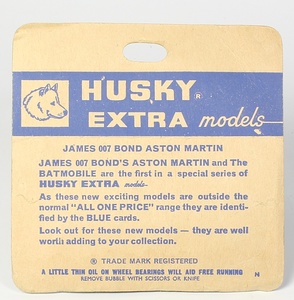 HUSKY ®
EXTRA models
JAMES 007 BOND ASTON MARTIN
JAMES 007 BOND'S ASTON MARTIN and The
BATMOBILE are the first in a special series of
HUSKY EXTRA models-
As these new exciting models are outside the
normal "ALL ONE PRICE" range they are identi-
fied by the BLUE cards.
Look out for these new models — they are well
worth adding to your collection.
® TRADE MARK REGISTERED
A LITTLE THIN OIL ON WHEEL BEARINGS WILL AID FREE RUNNING
REMOVE BUBBLE WITH SCISSORS OR KNIFE
N